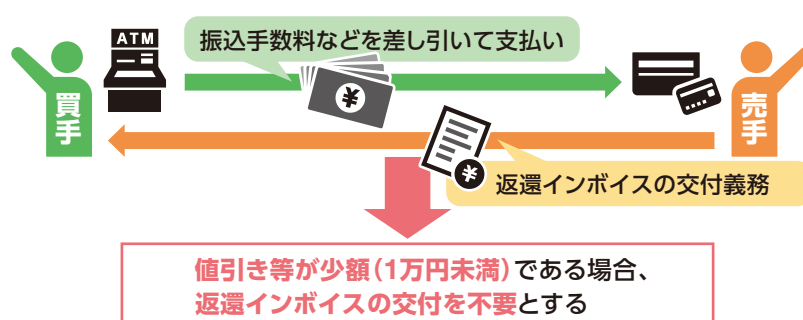 ATM
振込手数料などを差し引いて支払い
¥
買手
売手
¥
返還インボイスの交付義務
値引き等が少額(1万円未満)である場合、
返還インボイスの交付を不要とする